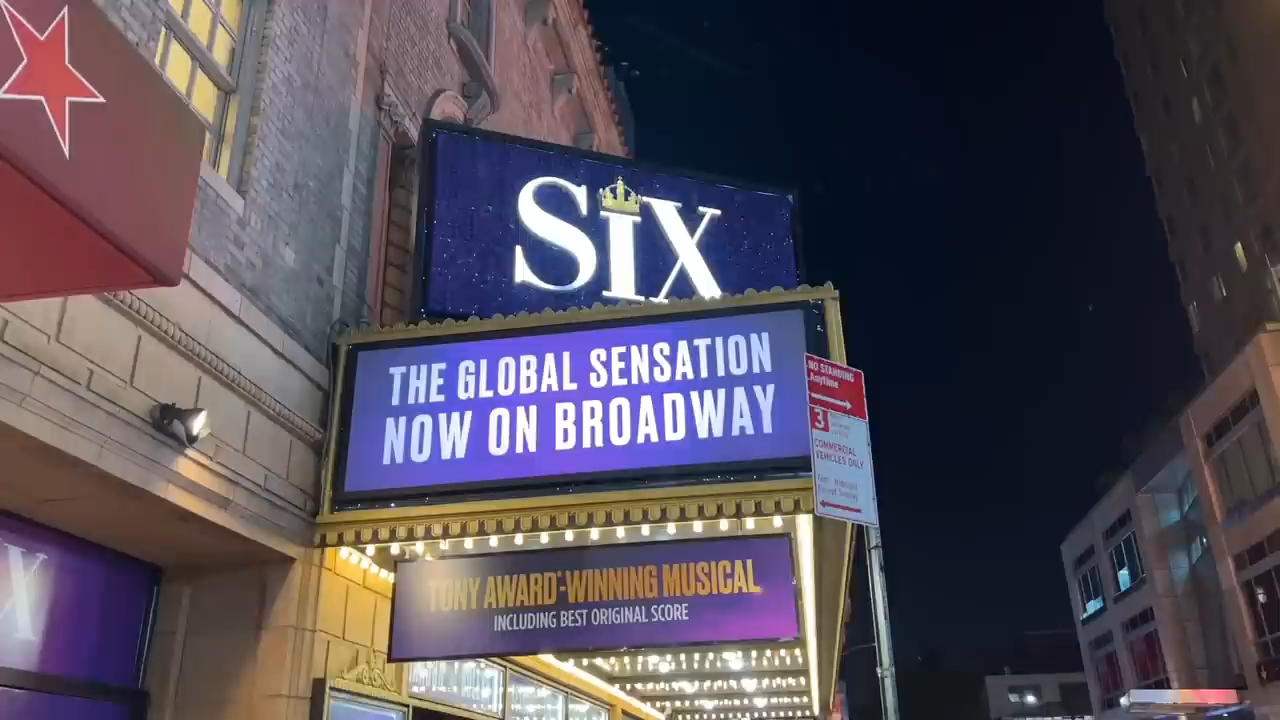 SIX
THE GLOBAL SENSATION
NOW ON BROADWAY
NO STANDING
Anytime
3
COMMERCIAL
VEHICLES ONLY
TONY AWARD®-WINNING MUSICAL
INCLUDING BEST ORIGINAL SCORE
X